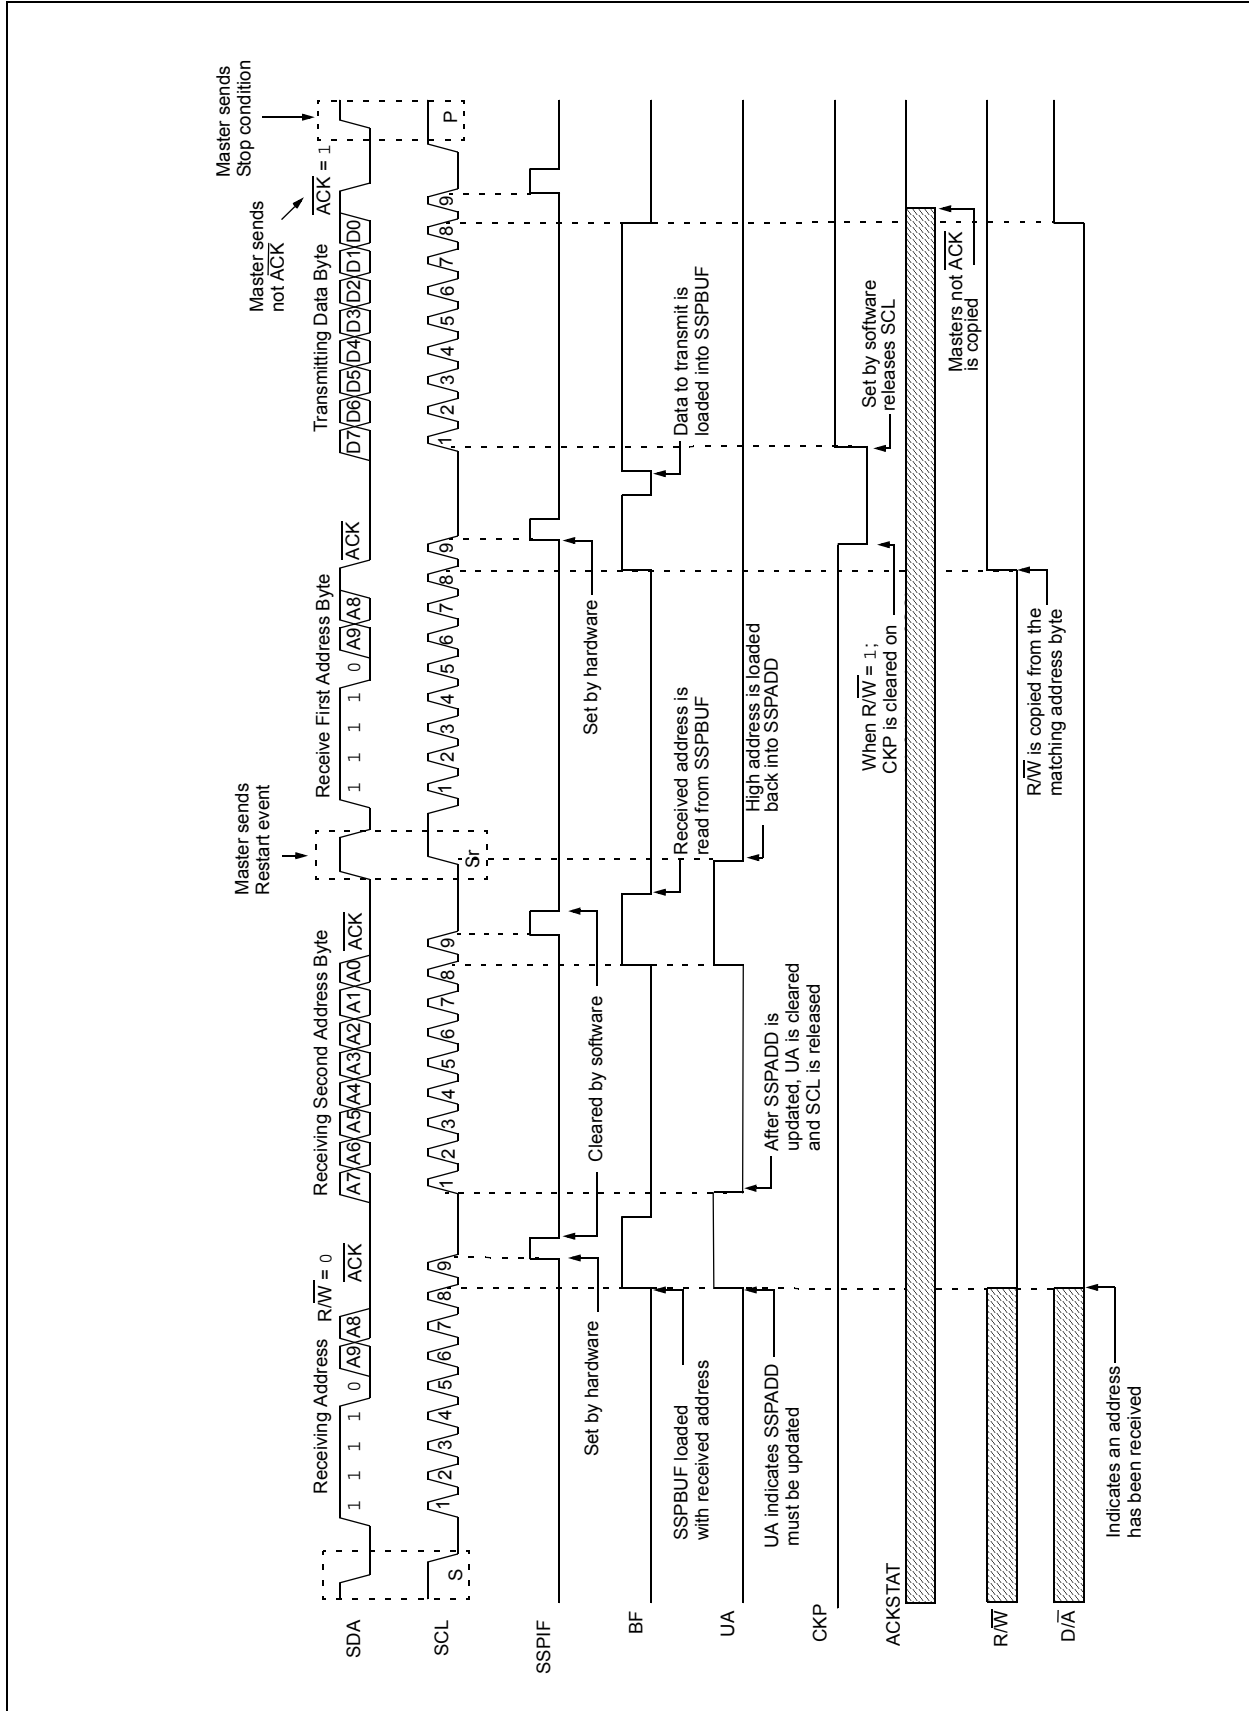 Master sends
Stop condition
Master sends
not ACK
Master sends
Restart event
Receiving Address R/W = 0
Receiving Second Address Byte
Receive First Address Byte
Transmitting Data Byte
ACK = 1
SDA
1 1 1 1 0 A9 A8 ACK
A7 A6 A5 A4 A3 A2 A1 A0 ACK
1 1 1 1 0 A9 A8 ACK
D7 D6 D5 D4 D3 D2 D1 D0
SCL
S
1 2 3 4 5 6 7 8 9
1 2 3 4 5 6 7 8 9
Sr
1 2 3 4 5 6 7 8 9
1 2 3 4 5 6 7 8 9
P
SSPIF
Set by hardware
Cleared by software
Set by hardware
BF
SSPBUF loaded
with received address
Received address is
read from SSPBUF
Data to transmit is
loaded into SSPBUF
UA
UA indicates SSPADD
must be updated
After SSPADD is
updated, UA is cleared
and SCL is released
High address is loaded
back into SSPADD
CKP
When R/W = 1;
CKP is cleared on
Set by software
releases SCL
ACKSTAT
Masters not ACK
is copied
R/W
R/W is copied from the
matching address byte
D/A
Indicates an address
has been received